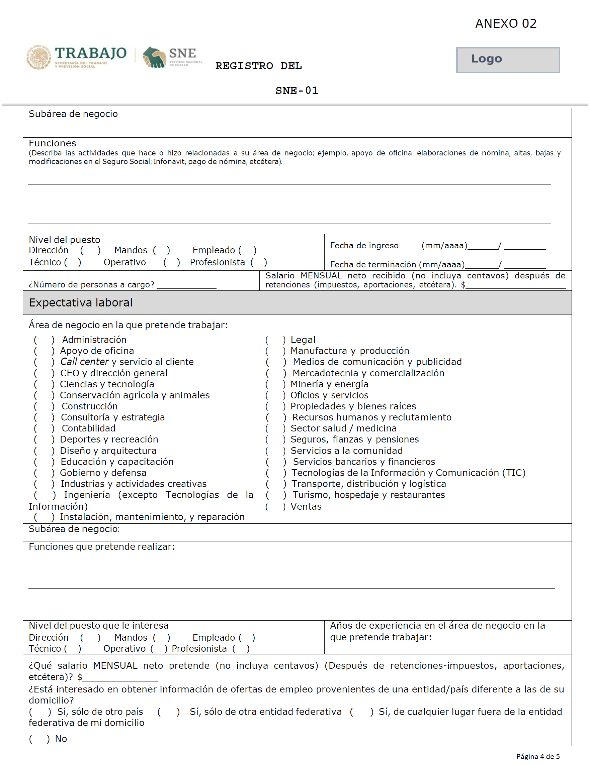 ANEXO 02
TRABAJO
SECRETARÍA DEL TRABAJO
Y PREVISIÓN SOCIAL
SNE
SERVICIO NACIONAL
DE EMPLEO
REGISTRO DEL
Logo
SNE-01
Subárea de negocio
Funciones
(Describa las actividades que hace o hizo relacionadas a su área de negocio; ejemplo, apoyo de oficina: elaboraciones de nómina, altas, bajas y
modificaciones en el Seguro Social; Infonavit, pago de nómina, etcétera).
Nivel del puesto
Dirección ( ) Mandos ( ) Empleado ( )
Técnico ( ) Operativo ( ) Profesionista ( )
Fecha de ingreso (mm/aaaa)______/ ________
Fecha de terminación (mm/aaaa)______/ ________
¿Número de personas a cargo? ____________
Salario MENSUAL neto recibido (no incluya centavos) después de
retenciones (impuestos, aportaciones, etcétera). $____________________
Expectativa laboral
Área de negocio en la que pretende trabajar:
( ) Administración
( ) Apoyo de oficina
( ) Call center y servicio al cliente
( ) CEO y dirección general
( ) Ciencias y tecnología
( ) Conservación agrícola y animales
( ) Construcción
( ) Consultoría y estrategia
( ) Contabilidad
( ) Deportes y recreación
( ) Diseño y arquitectura
( ) Educación y capacitación
( ) Gobierno y defensa
( ) Industrias y actividades creativas
( ) Ingeniería (excepto Tecnologías de la
Información)
( ) Instalación, mantenimiento, y reparación
( ) Legal
( ) Manufactura y producción
( ) Medios de comunicación y publicidad
( ) Mercadotecnia y comercialización
( ) Minería y energía
( ) Oficios y servicios
( ) Propiedades y bienes raíces
( ) Recursos humanos y reclutamiento
( ) Sector salud / medicina
( ) Seguros, fianzas y pensiones
( ) Servicios a la comunidad
( ) Servicios bancarios y financieros
( ) Tecnologías de la Información y Comunicación (TIC)
( ) Transporte, distribución y logística
( ) Turismo, hospedaje y restaurantes
( ) Ventas
Subárea de negocio:
Funciones que pretende realizar:
Nivel del puesto que le interesa
Dirección ( ) Mandos ( ) Empleado ( )
Técnico ( ) Operativo ( ) Profesionista ( )
Años de experiencia en el área de negocio en la
que pretende trabajar:
¿Qué salario MENSUAL neto pretende (no incluya centavos) (Después de retenciones-impuestos, aportaciones,
etcétera)? $_______________
¿Está interesado en obtener información de ofertas de empleo provenientes de una entidad/país diferente a las de su
domicilio?
( ) Sí, sólo de otro país ( ) Sí, sólo de otra entidad federativa ( ) Sí, de cualquier lugar fuera de la entidad
federativa de mi domicilio
( ) No
Página 4 de 5